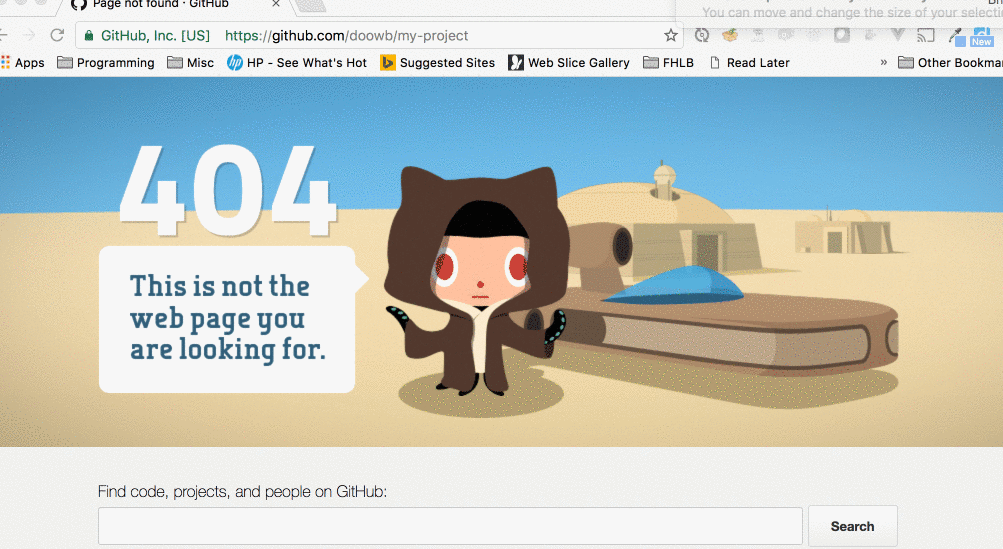 Page not found · GitHub
You can move and change the size of your selecti
GitHub, Inc. [US] https://github.com/doowb/my-project
New
Apps Programming Misc HP - See What's Hot Suggested Sites Web Slice Gallery FHLB Read Later » Other Bookma
404
This is not the
web page you
are looking for.
Find code, projects, and people on GitHub:
Search